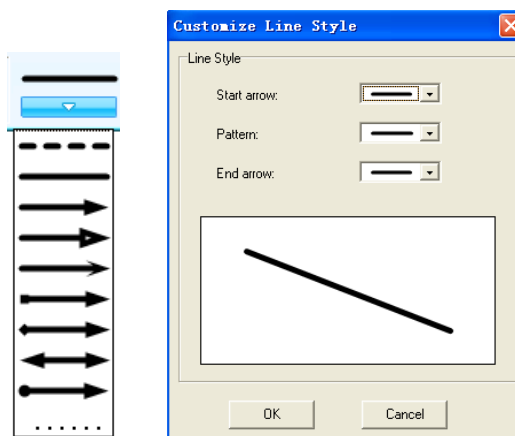 Customize Line Style
Line Style
Start arrow:
Pattern:
End arrow:
OK
Cancel
......